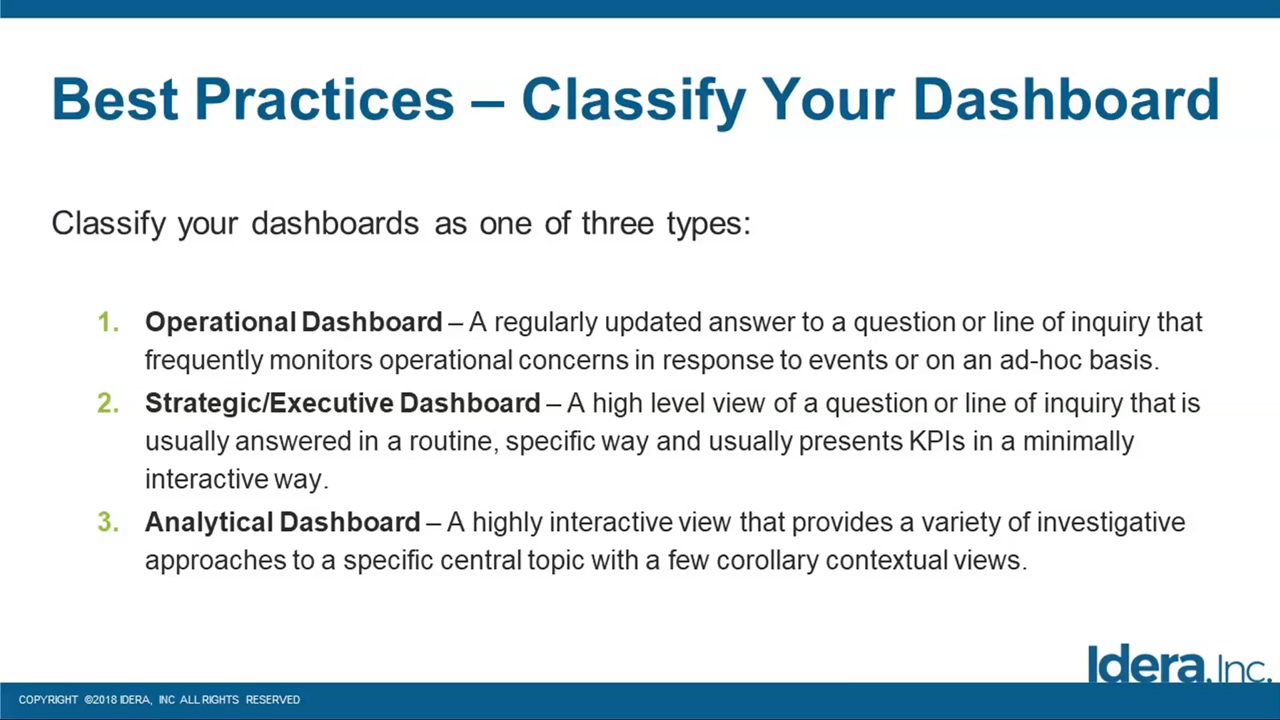 Best Practices – Classify Your Dashboard
Classify your dashboards as one of three types:
1. Operational Dashboard – A regularly updated answer to a question or line of inquiry that
frequently monitors operational concerns in response to events or on an ad-hoc basis.
2. Strategic/Executive Dashboard – A high level view of a question or line of inquiry that is
usually answered in a routine, specific way and usually presents KPIs in a minimally
interactive way.
3. Analytical Dashboard – A highly interactive view that provides a variety of investigative
approaches to a specific central topic with a few corollary contextual views.
Idera, Inc.
COPYRIGHT ©2018 IDERA, INC ALL RIGHTS RESERVED